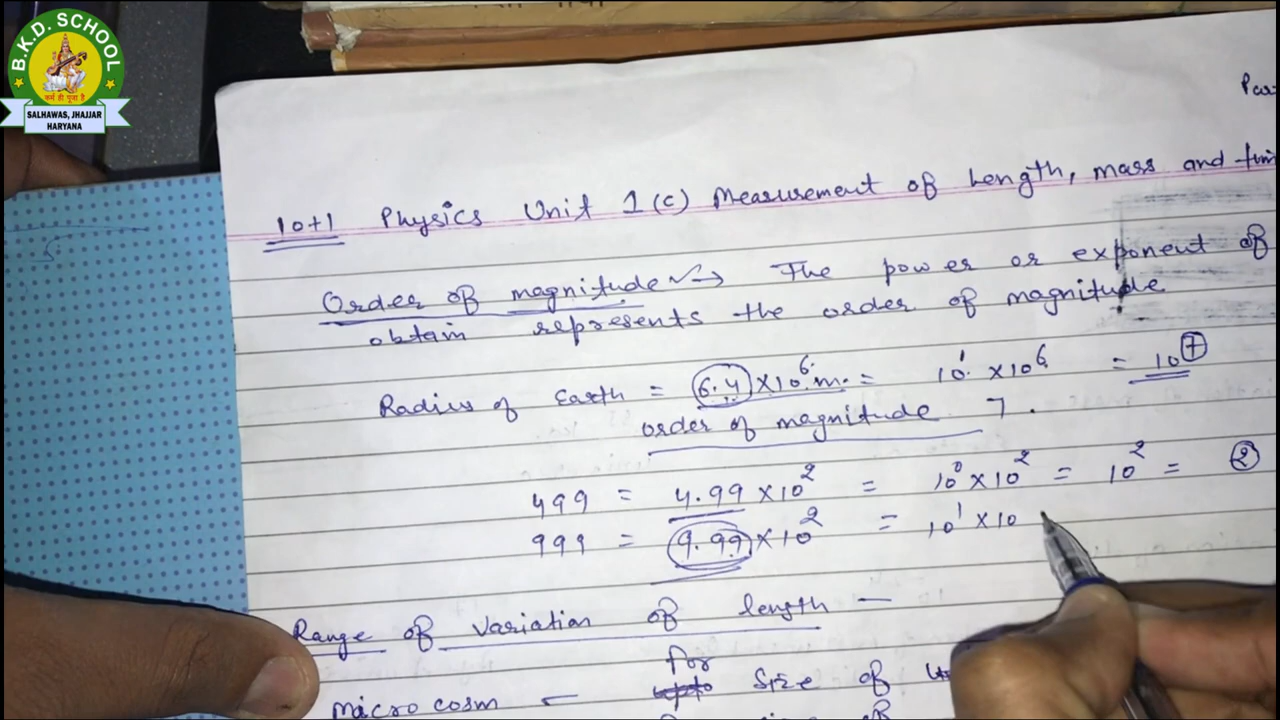 B.K.D. SCHOOL
कर्म ही पूजा है
SALHAWAS, JHAJJAR
HARYANA
10+1 Physics Unit 1 (C) Measurement of Length, mass and
Order of magnitude → The power or exponent of
obtain represents the order of magnitude
Radius of Earth = 6.4 × 10⁶ m. = 10¹ × 10⁶ = 10⁷
order of magnitude 7.
499 = 4.99 × 10² = 10⁰ × 10² = 10² = 2
999 = 9.99 × 10² = 10¹ × 10
Range of variation of length —
for
micro cosm — Size of